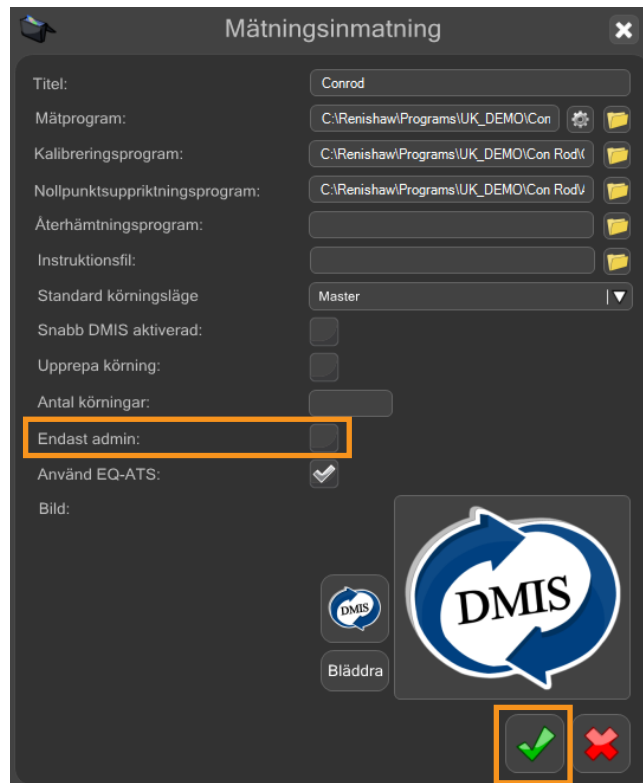 Mätningsinmatning
Titel: Conrod
Mätprogram: C:\Renishaw\Programs\UK_DEMO\Con
Kalibreringsprogram: C:\Renishaw\Programs\UK_DEMO\Con Rod\
Nollpunktsuppriktningsprogram: C:\Renishaw\Programs\UK_DEMO\Con Rod\
Återhämtningsprogram:
Instruktionsfil:
Standard körningsläge Master
Snabb DMIS aktiverad:
Upprepa körning:
Antal körningar:
Endast admin:
Använd EQ-ATS:
Bild:
DMIS
DMIS
Bläddra